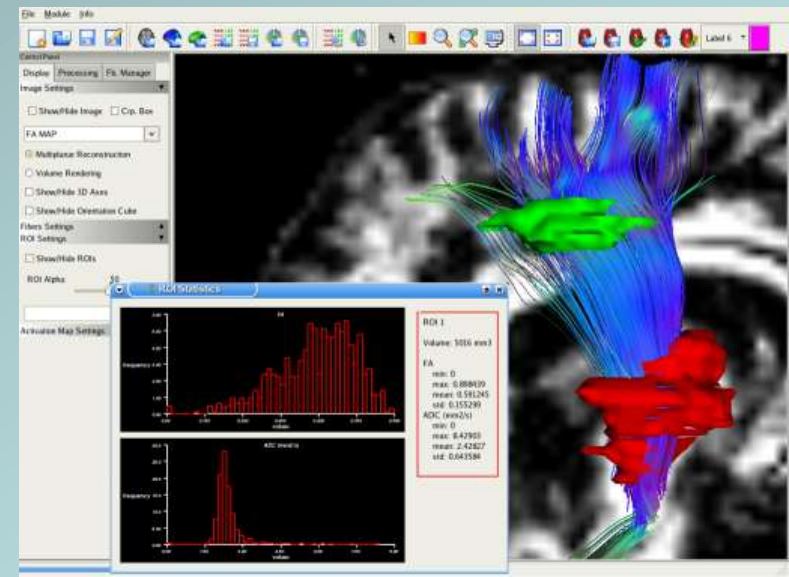 File Module Info
Label 6
Control Panel
Display Processing Fib. Manager
Image Settings
Show/Hide Image Crp. Box
FA MAP
Multiplanar Reconstruction
Volume Rendering
Show/Hide 3D Axes
Show/Hide Orientation Cube
Fibers Settings
ROI Settings
Show/Hide ROIs
ROI Alpha 50
Activation Map Settings
ROI Statistics
FA
Frequency
values
ADC (mm2/s)
Frequency
values
ROI 1
Volume: 5016 mm3
FA
min: 0
max: 0.898439
mean: 0.591245
std: 0.155299
ADC (mm2/s)
min: 0
max: 8.42903
mean: 2.42827
std: 0.643584